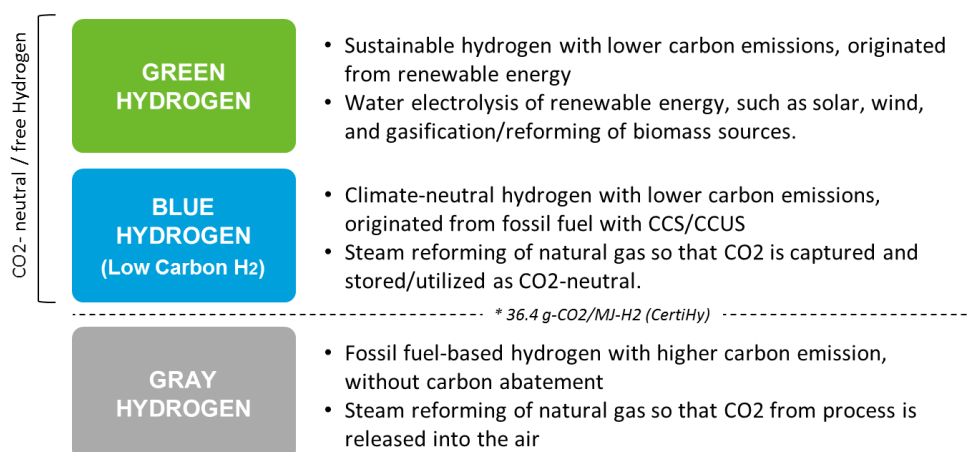 CO2- neutral / free Hydrogen
GREEN
HYDROGEN
• Sustainable hydrogen with lower carbon emissions, originated
from renewable energy
• Water electrolysis of renewable energy, such as solar, wind,
and gasification/reforming of biomass sources.
BLUE
HYDROGEN
(Low Carbon H2)
• Climate-neutral hydrogen with lower carbon emissions,
originated from fossil fuel with CCS/CCUS
• Steam reforming of natural gas so that CO2 is captured and
stored/utilized as CO2-neutral.
* 36.4 g-CO2/MJ-H2 (CertiHy)
GRAY
HYDROGEN
• Fossil fuel-based hydrogen with higher carbon emission,
without carbon abatement
• Steam reforming of natural gas so that CO2 from process is
released into the air